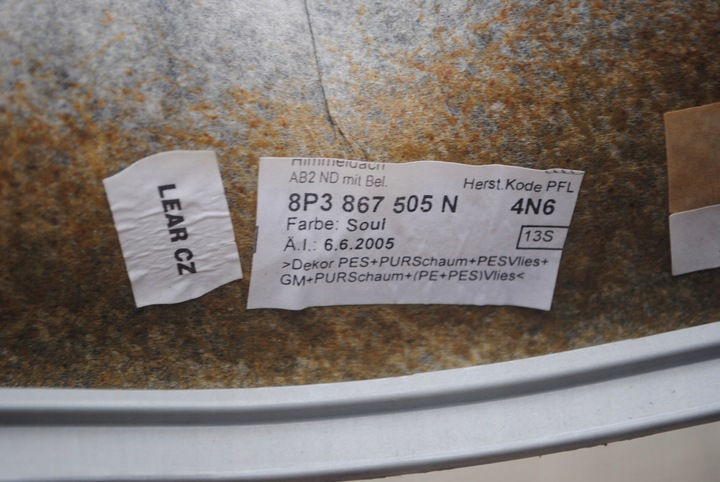 LEAR CZ
Himmeldach
AB2 ND mit Bel.
Herst.Kode PFL
8P3 867 505 N
4N6
Farbe: Soul
13S
Ä.I.: 6.6.2005
>Dekor PES+PURSchaum+PESVlies+
GM+PURSchaum+(PE+PES)Vlies<